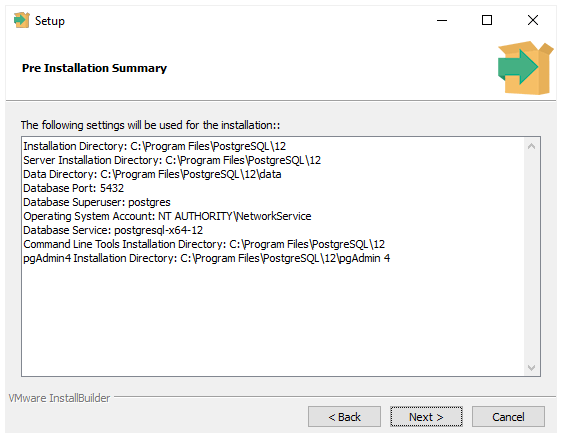 Setup
Pre Installation Summary
The following settings will be used for the installation::
Installation Directory: C:\Program Files\PostgreSQL\12
Server Installation Directory: C:\Program Files\PostgreSQL\12
Data Directory: C:\Program Files\PostgreSQL\12\data
Database Port: 5432
Database Superuser: postgres
Operating System Account: NT AUTHORITY\NetworkService
Database Service: postgresql-x64-12
Command Line Tools Installation Directory: C:\Program Files\PostgreSQL\12
pgAdmin4 Installation Directory: C:\Program Files\PostgreSQL\12\pgAdmin 4
VMware InstallBuilder
< Back Next > Cancel